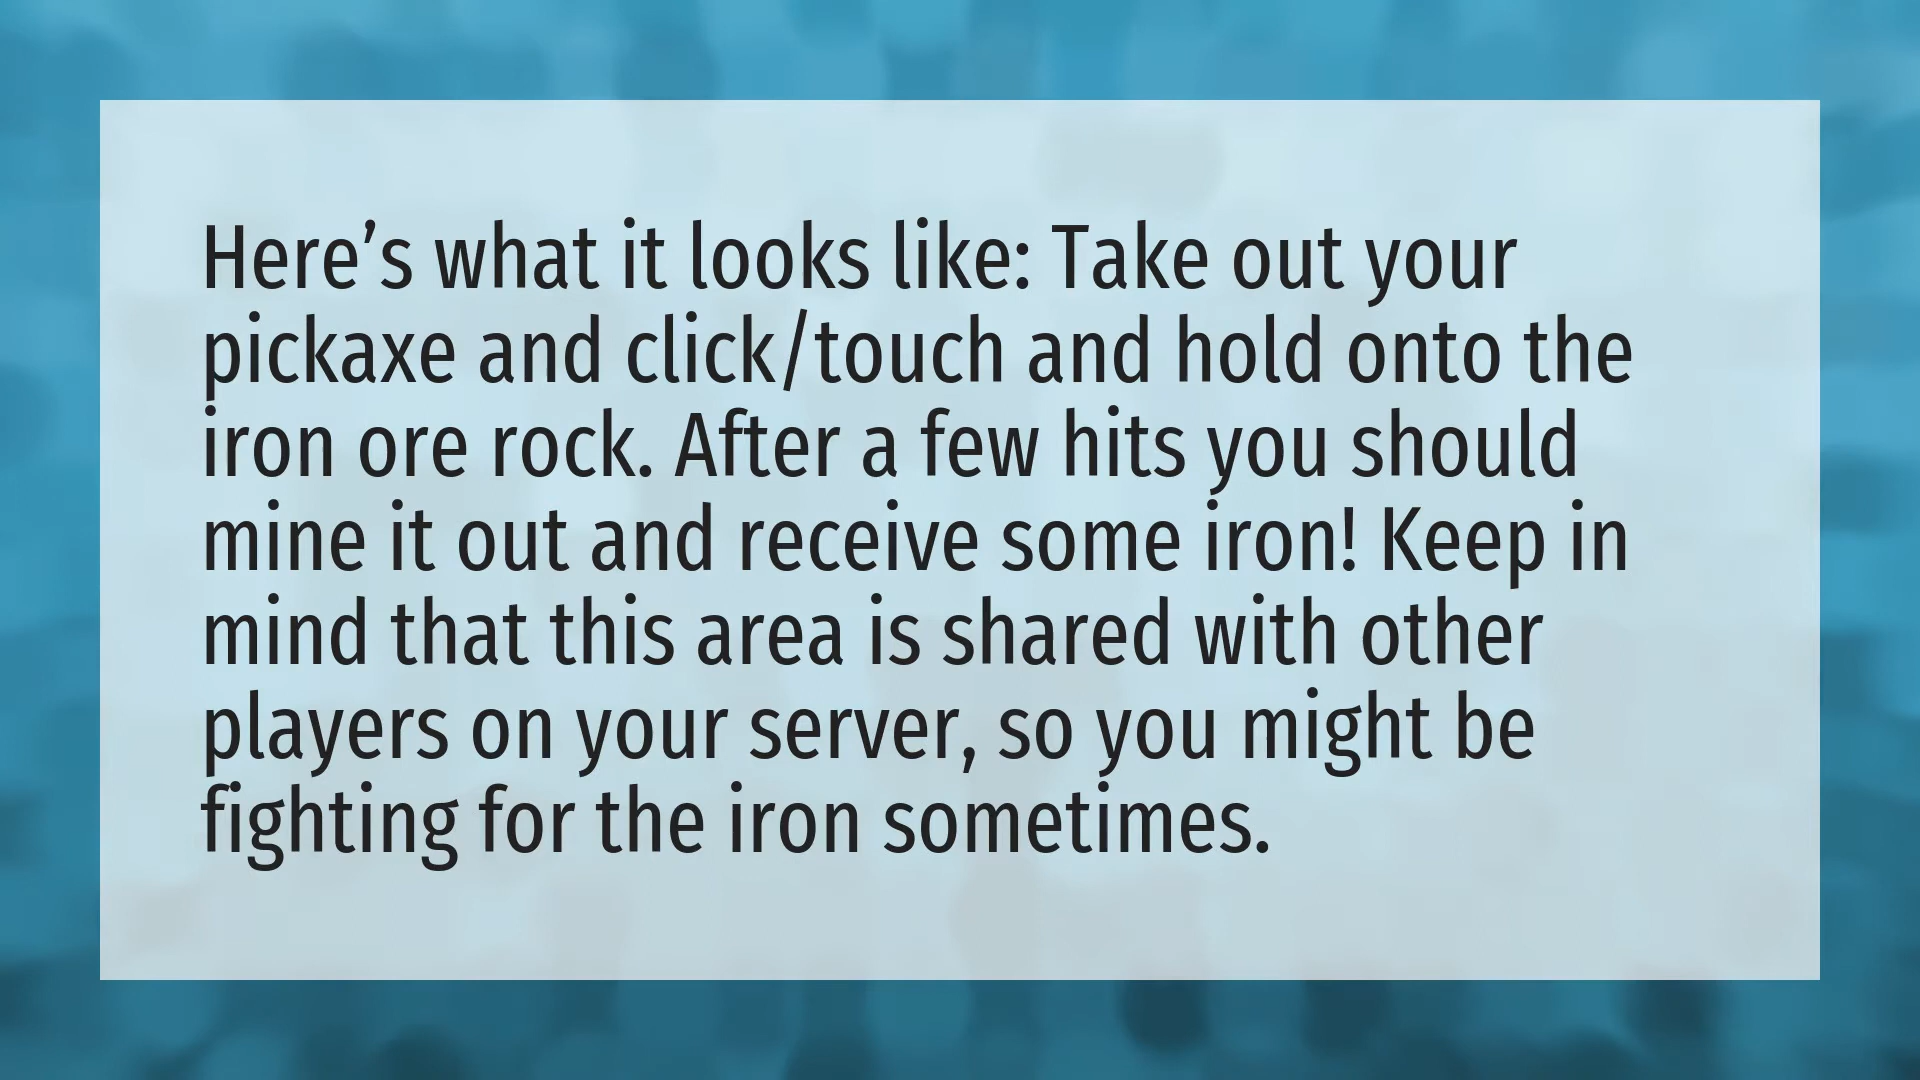 Here’s what it looks like: Take out your
pickaxe and click/touch and hold onto the
iron ore rock. After a few hits you should
mine it out and receive some iron! Keep in
mind that this area is shared with other
players on your server, so you might be
fighting for the iron sometimes.